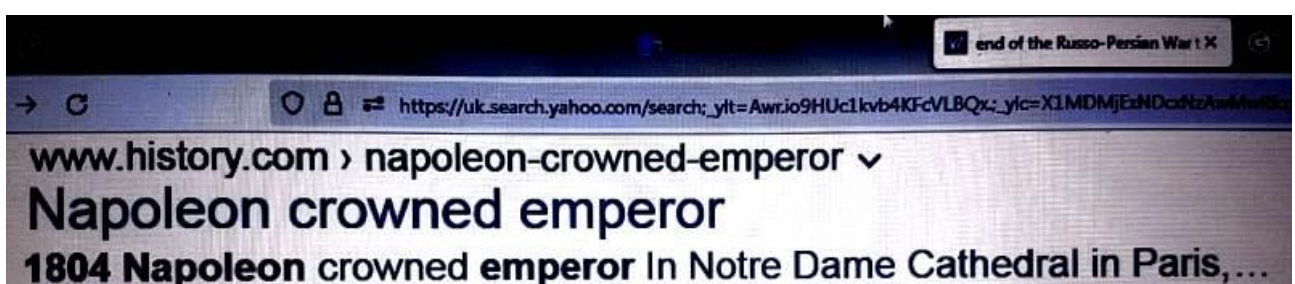 end of the Russo-Persian War t
https://uk.search.yahoo.com/search;_ylt=Awr.io9HUc1kvb4KFcVLBQx.;_ylc=X1MDMjExNDcxNzAwMwRfcg
www.history.com › napoleon-crowned-emperor
Napoleon crowned emperor
1804 Napoleon crowned emperor In Notre Dame Cathedral in Paris,...